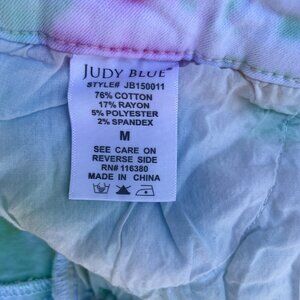 JUDY BLUE
STYLE# JB150011
76% COTTON
17% RAYON
5% POLYESTER
2% SPANDEX
M
SEE CARE ON
REVERSE SIDE
RN# 116380
MADE IN CHINA